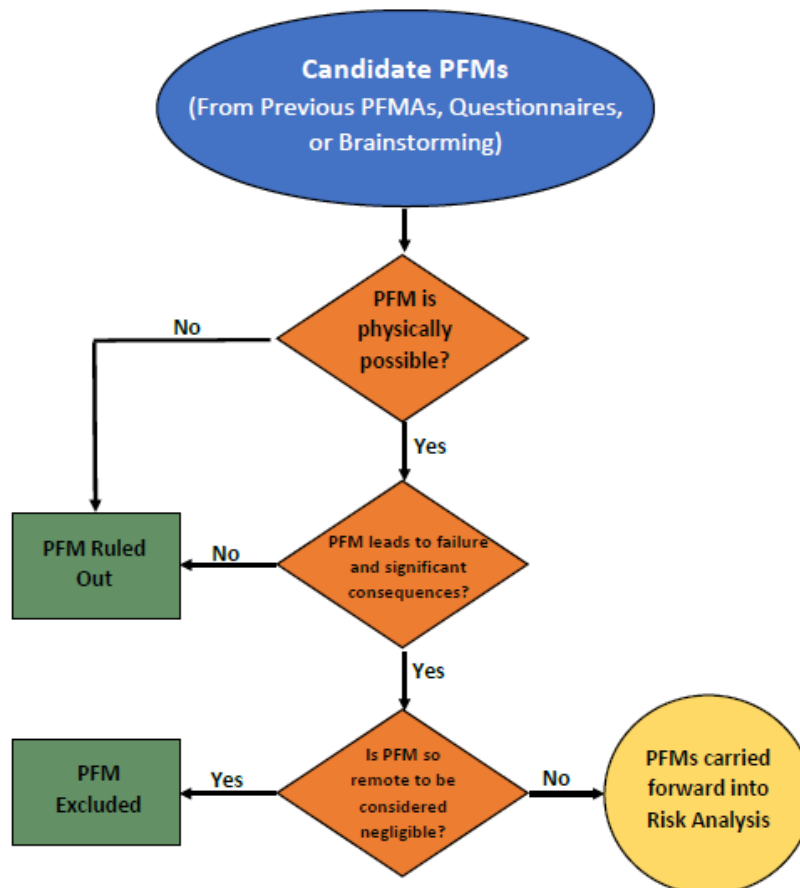 Candidate PFMs
(From Previous PFMAs, Questionnaires,
or Brainstorming)
PFM is
physically
possible?
No
Yes
PFM Ruled
Out
No
PFM leads to failure
and significant
consequences?
Yes
PFM
Excluded
Yes
Is PFM so
remote to be
considered
negligible?
No
PFMs carried
forward into
Risk Analysis